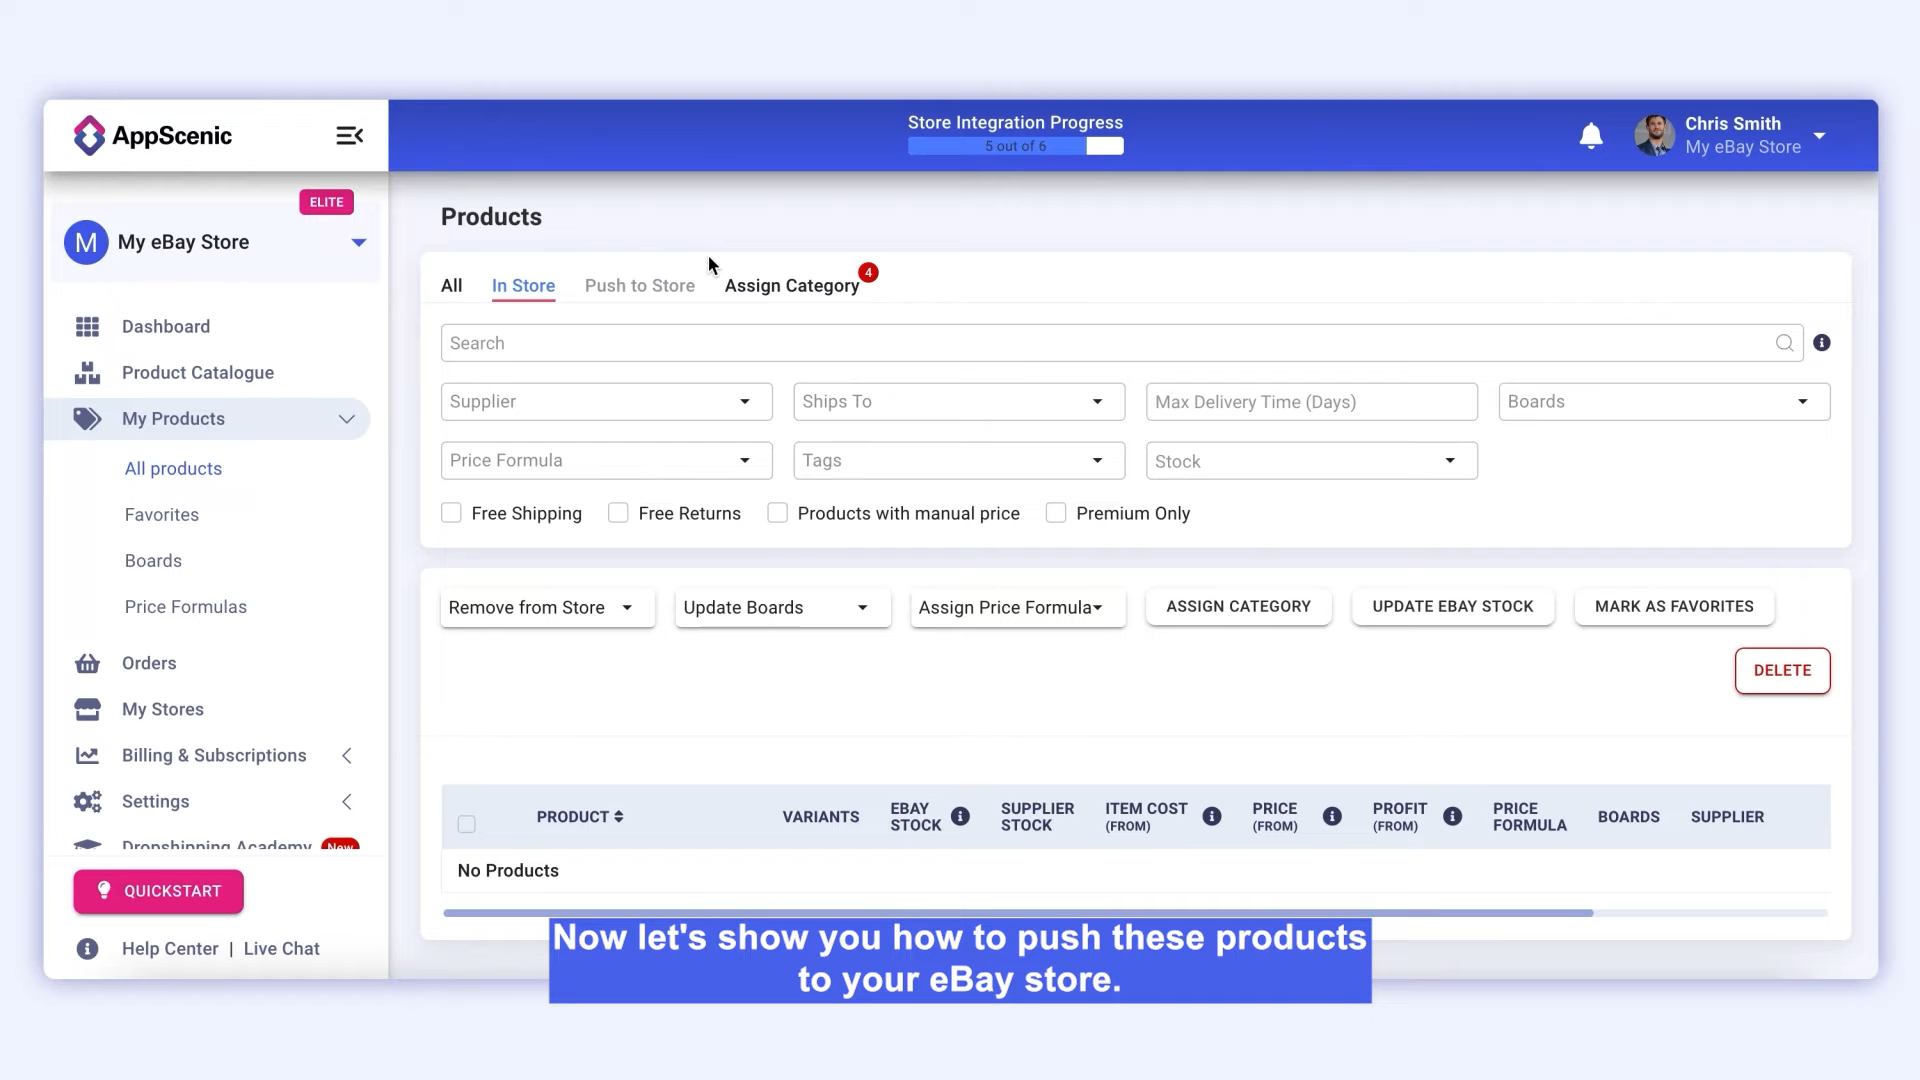 AppScenic
Store Integration Progress
5 out of 6
Chris Smith
My eBay Store
ELITE
M My eBay Store
Dashboard
Product Catalogue
My Products
All products
Favorites
Boards
Price Formulas
Orders
My Stores
Billing & Subscriptions
Settings
Dropshipping Academy New
QUICKSTART
Help Center | Live Chat
Products
All In Store Push to Store Assign Category 4
Search
Supplier Ships To Max Delivery Time (Days) Boards
Price Formula Tags Stock
Free Shipping Free Returns Products with manual price Premium Only
Remove from Store Update Boards Assign Price Formula ASSIGN CATEGORY UPDATE EBAY STOCK MARK AS FAVORITES
DELETE
PRODUCT VARIANTS EBAY STOCK SUPPLIER STOCK ITEM COST (FROM) PRICE (FROM) PROFIT (FROM) PRICE FORMULA BOARDS SUPPLIER
No Products
Now let's show you how to push these products
to your eBay store.